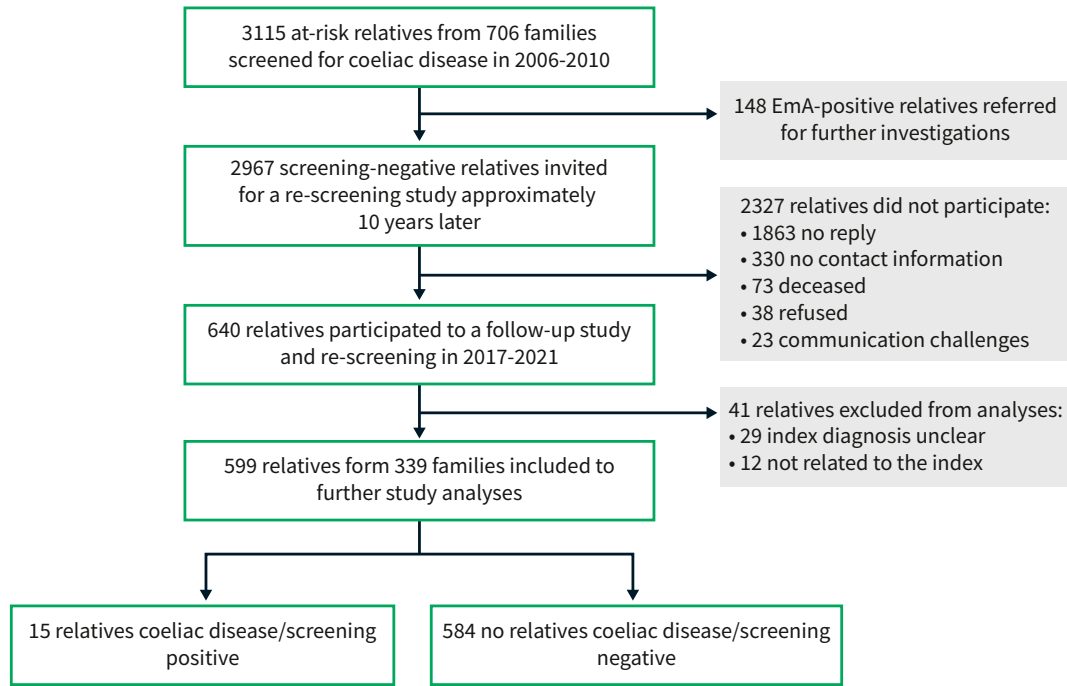 3115 at-risk relatives from 706 families
screened for coeliac disease in 2006-2010
148 EmA-positive relatives referred
for further investigations
2967 screening-negative relatives invited
for a re-screening study approximately
10 years later
2327 relatives did not participate:
• 1863 no reply
• 330 no contact information
• 73 deceased
• 38 refused
• 23 communication challenges
640 relatives participated to a follow-up study
and re-screening in 2017-2021
41 relatives excluded from analyses:
• 29 index diagnosis unclear
• 12 not related to the index
599 relatives form 339 families included to
further study analyses
15 relatives coeliac disease/screening
positive
584 no relatives coeliac disease/screening
negative